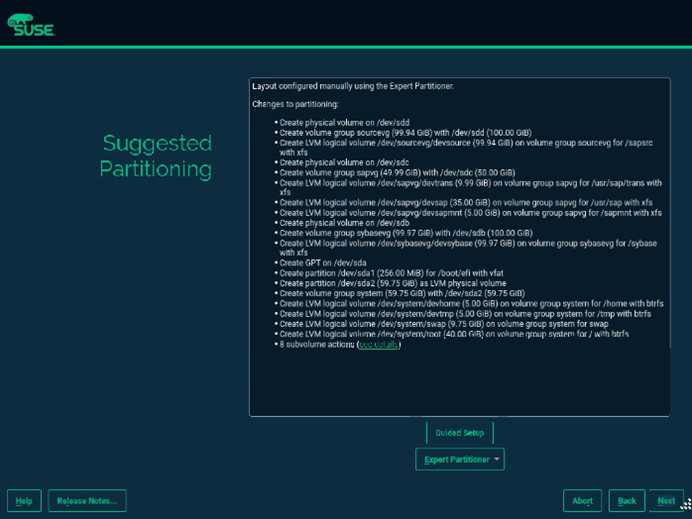 SUSE
Suggested
Partitioning
Layout configured manually using the Expert Partitioner.
Changes to partitioning:
• Create physical volume on /dev/sdd
• Create volume group sourcevg (99.94 GiB) with /dev/sdd (100.00 GiB)
• Create LVM logical volume /dev/sourcevg/devsource (99.94 GiB) on volume group sourcevg for /sapsrc
with xfs
• Create physical volume on /dev/sdc
• Create volume group sapvg (49.99 GiB) with /dev/sdc (50.00 GiB)
• Create LVM logical volume /dev/sapvg/devtrans (9.99 GiB) on volume group sapvg for /usr/sap/trans with
xfs
• Create LVM logical volume /dev/sapvg/devsap (35.00 GiB) on volume group sapvg for /usr/sap with xfs
• Create LVM logical volume /dev/sapvg/devsapmnt (5.00 GiB) on volume group sapvg for /sapmnt with xfs
• Create physical volume on /dev/sdb
• Create volume group sybasevg (99.97 GiB) with /dev/sdb (100.00 GiB)
• Create LVM logical volume /dev/sybasevg/devsybase (99.97 GiB) on volume group sybasevg for /sybase
with xfs
• Create GPT on /dev/sda
• Create partition /dev/sda1 (256.00 MiB) for /boot/efi with vfat
• Create partition /dev/sda2 (59.75 GiB) as LVM physical volume
• Create volume group system (59.75 GiB) with /dev/sda2 (59.75 GiB)
• Create LVM logical volume /dev/system/devhome (5.00 GiB) on volume group system for /home with btrfs
• Create LVM logical volume /dev/system/devtmp (5.00 GiB) on volume group system for /tmp with btrfs
• Create LVM logical volume /dev/system/swap (9.75 GiB) on volume group system for swap
• Create LVM logical volume /dev/system/root (40.00 GiB) on volume group system for / with btrfs
• 8 subvolume actions (see details)
Guided Setup
Expert Partitioner
Help
Release Notes...
Abort
Back
Next